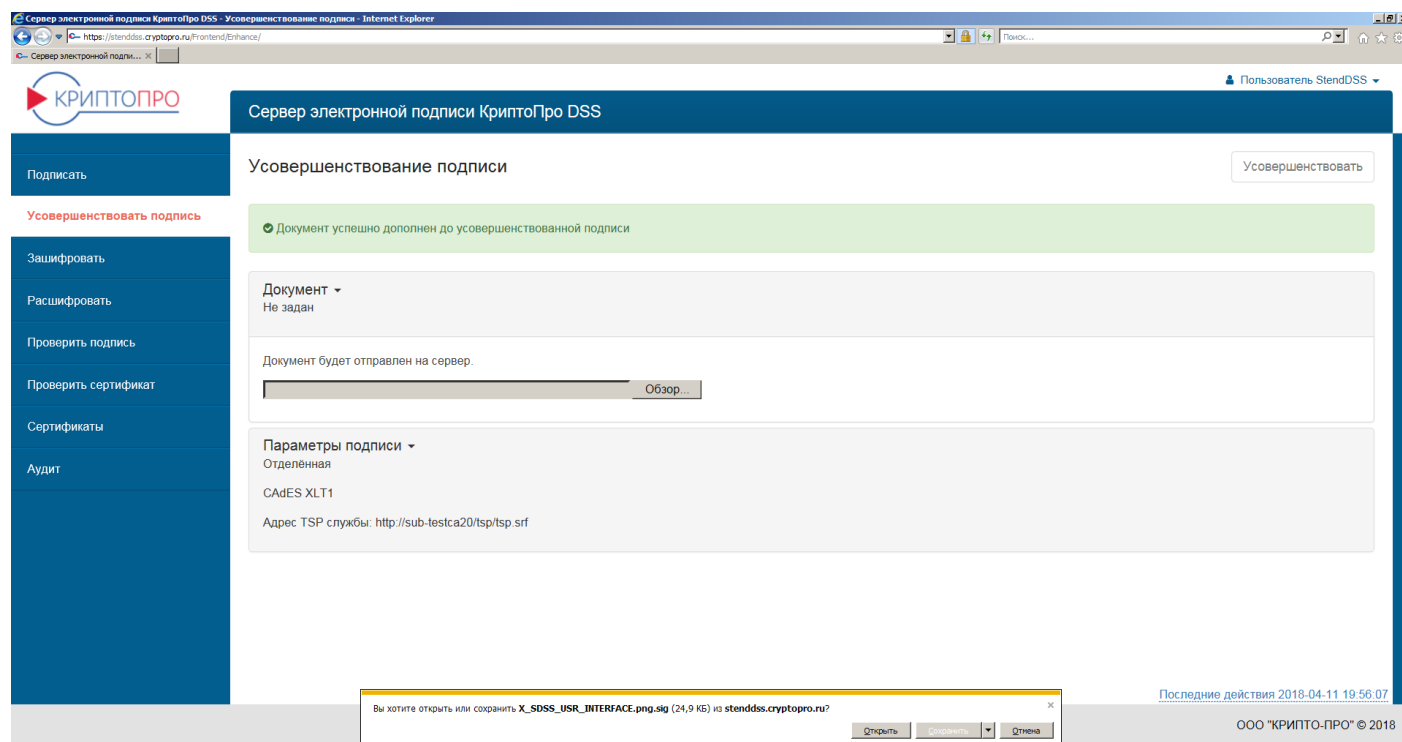 Сервер электронной подписи КриптоПро DSS - Усовершенствование подписи - Internet Explorer
https://stenddss.cryptopro.ru/Frontend/Enhance/
Поиск...
Сервер электронной подпи...
КРИПТОПРО
Пользователь StendDSS
Сервер электронной подписи КриптоПро DSS
Подписать
Усовершенствовать подпись
Зашифровать
Расшифровать
Проверить подпись
Проверить сертификат
Сертификаты
Аудит
Усовершенствование подписи
Усовершенствовать
Документ успешно дополнен до усовершенствованной подписи
Документ
Не задан
Документ будет отправлен на сервер.
Обзор...
Параметры подписи
Отделённая
CAdES XLT1
Адрес TSP службы: http://sub-testca20/tsp/tsp.srf
Последние действия 2018-04-11 19:56:07
Вы хотите открыть или сохранить X_SDSS_USR_INTERFACE.png.sig (24,9 КБ) из stenddss.cryptopro.ru?
Открыть
Сохранить
Отмена
ООО "КРИПТО-ПРО" © 2018